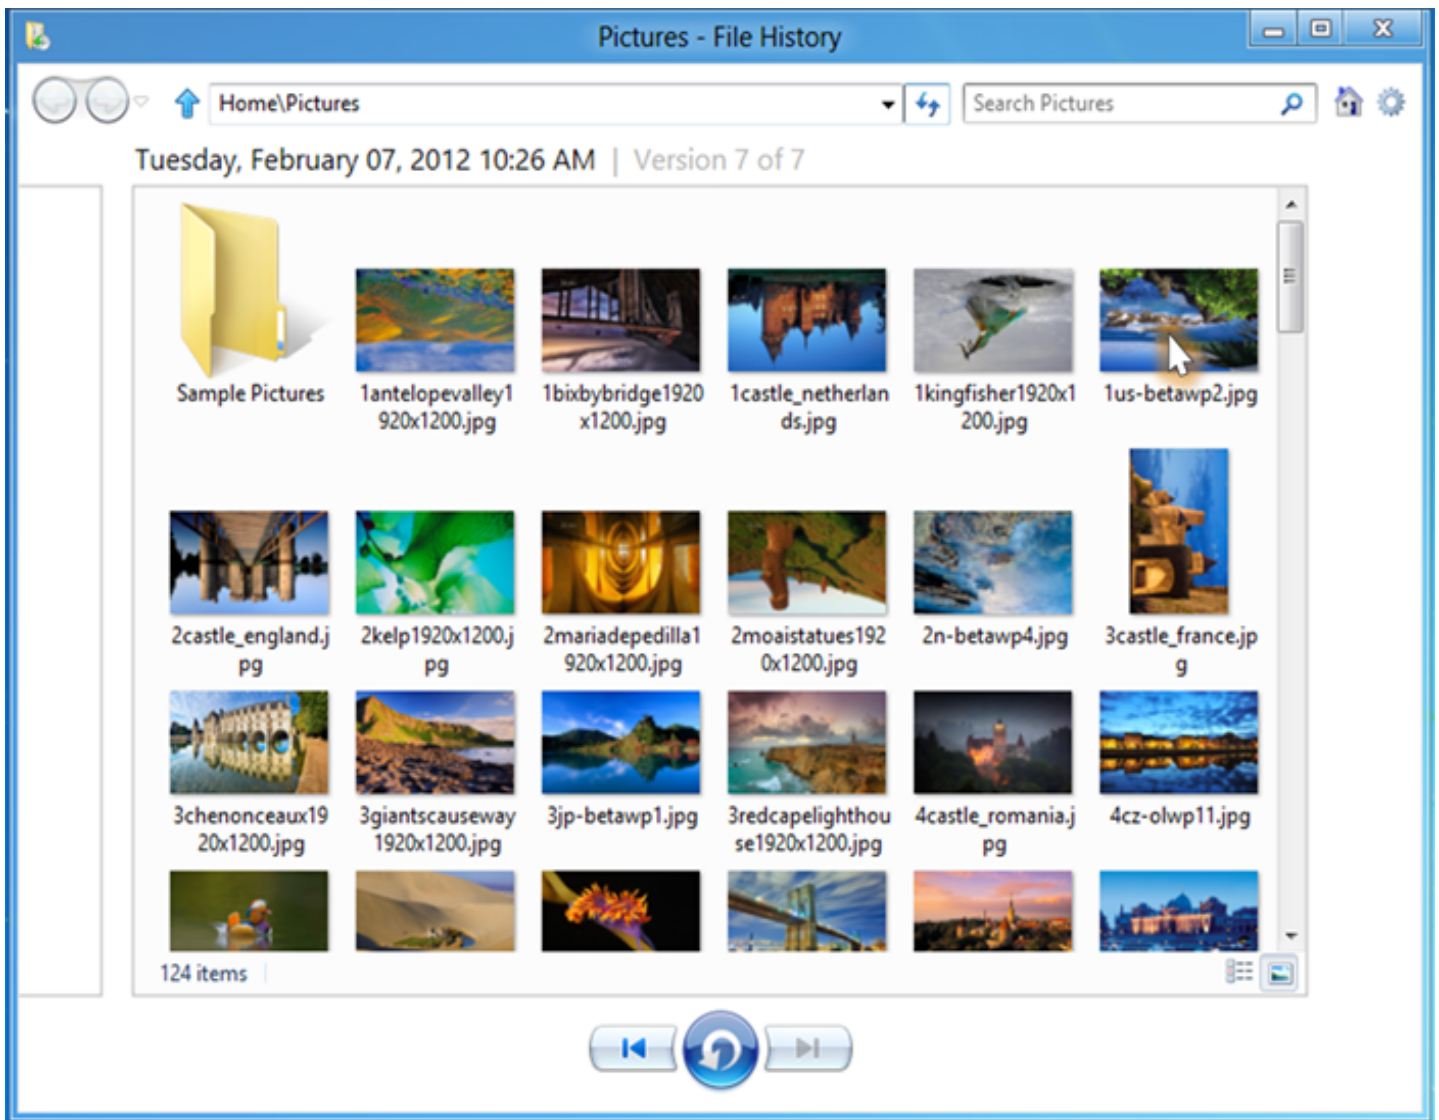 Pictures - File History
Home\Pictures
Search Pictures
Tuesday, February 07, 2012 10:26 AM | Version 7 of 7
Sample Pictures
1antelopevalley1
920x1200.jpg
1bixbybridge1920
x1200.jpg
1castle_netherlan
ds.jpg
1kingfisher1920x1
200.jpg
1us-betawp2.jpg
2castle_england.j
pg
2kelp1920x1200.j
pg
2mariadepedilla1
920x1200.jpg
2moaistatues192
0x1200.jpg
2n-betawp4.jpg
3castle_france.jp
g
3chenonceaux19
20x1200.jpg
3giantscauseway
1920x1200.jpg
3jp-betawp1.jpg
3redcapelighthou
se1920x1200.jpg
4castle_romania.j
pg
4cz-olwp11.jpg
124 items